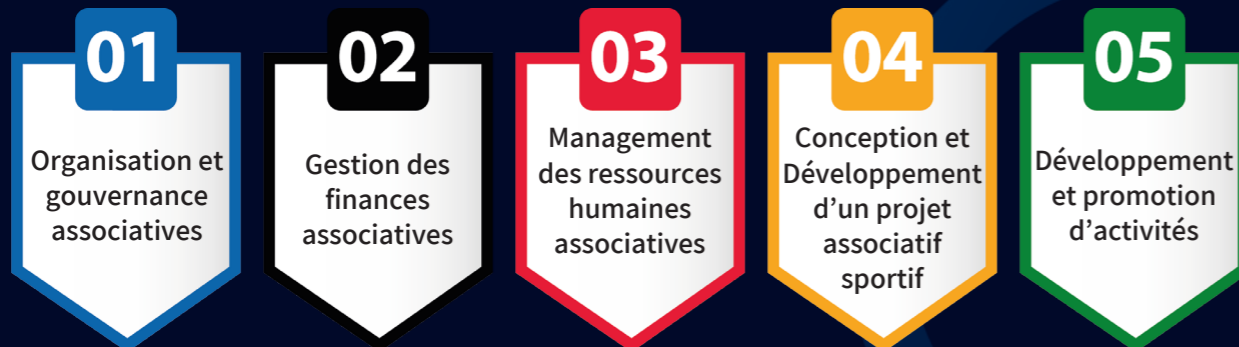 01
Organisation et
gouvernance
associatives
02
Gestion des
finances
associatives
03
Management
des ressources
humaines
associatives
04
Conception et
Développement
d’un projet
associatif
sportif
05
Développement
et promotion
d’activités